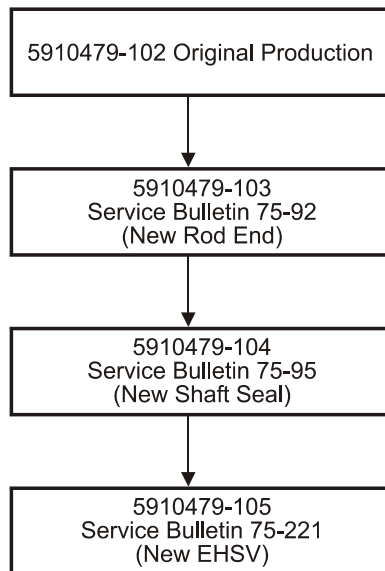 5910479-102 Original Production
5910479-103
Service Bulletin 75-92
(New Rod End)
5910479-104
Service Bulletin 75-95
(New Shaft Seal)
5910479-105
Service Bulletin 75-221
(New EHSV)